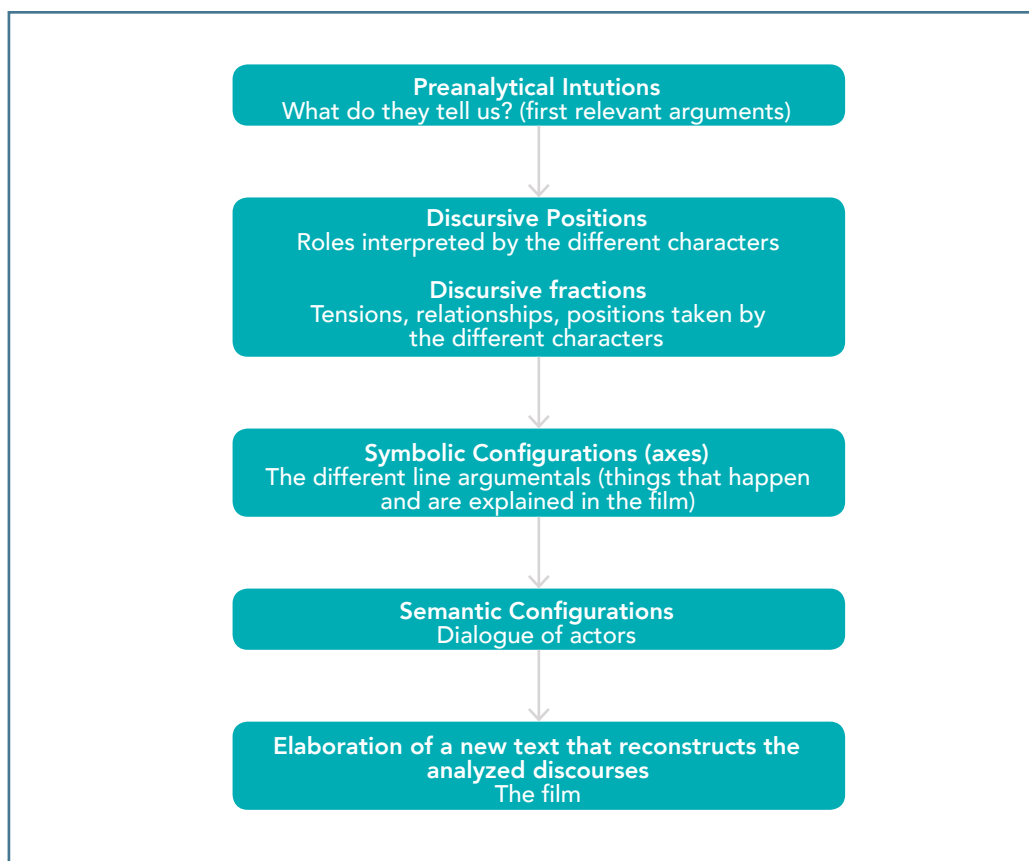 Preanalytical Intutions
What do they tell us? (first relevant arguments)
Discursive Positions
Roles interpreted by the different characters
Discursive fractions
Tensions, relationships, positions taken by
the different characters
Symbolic Configurations (axes)
The different line argumentals (things that happen
and are explained in the film)
Semantic Configurations
Dialogue of actors
Elaboration of a new text that reconstructs the
analyzed discourses
The film